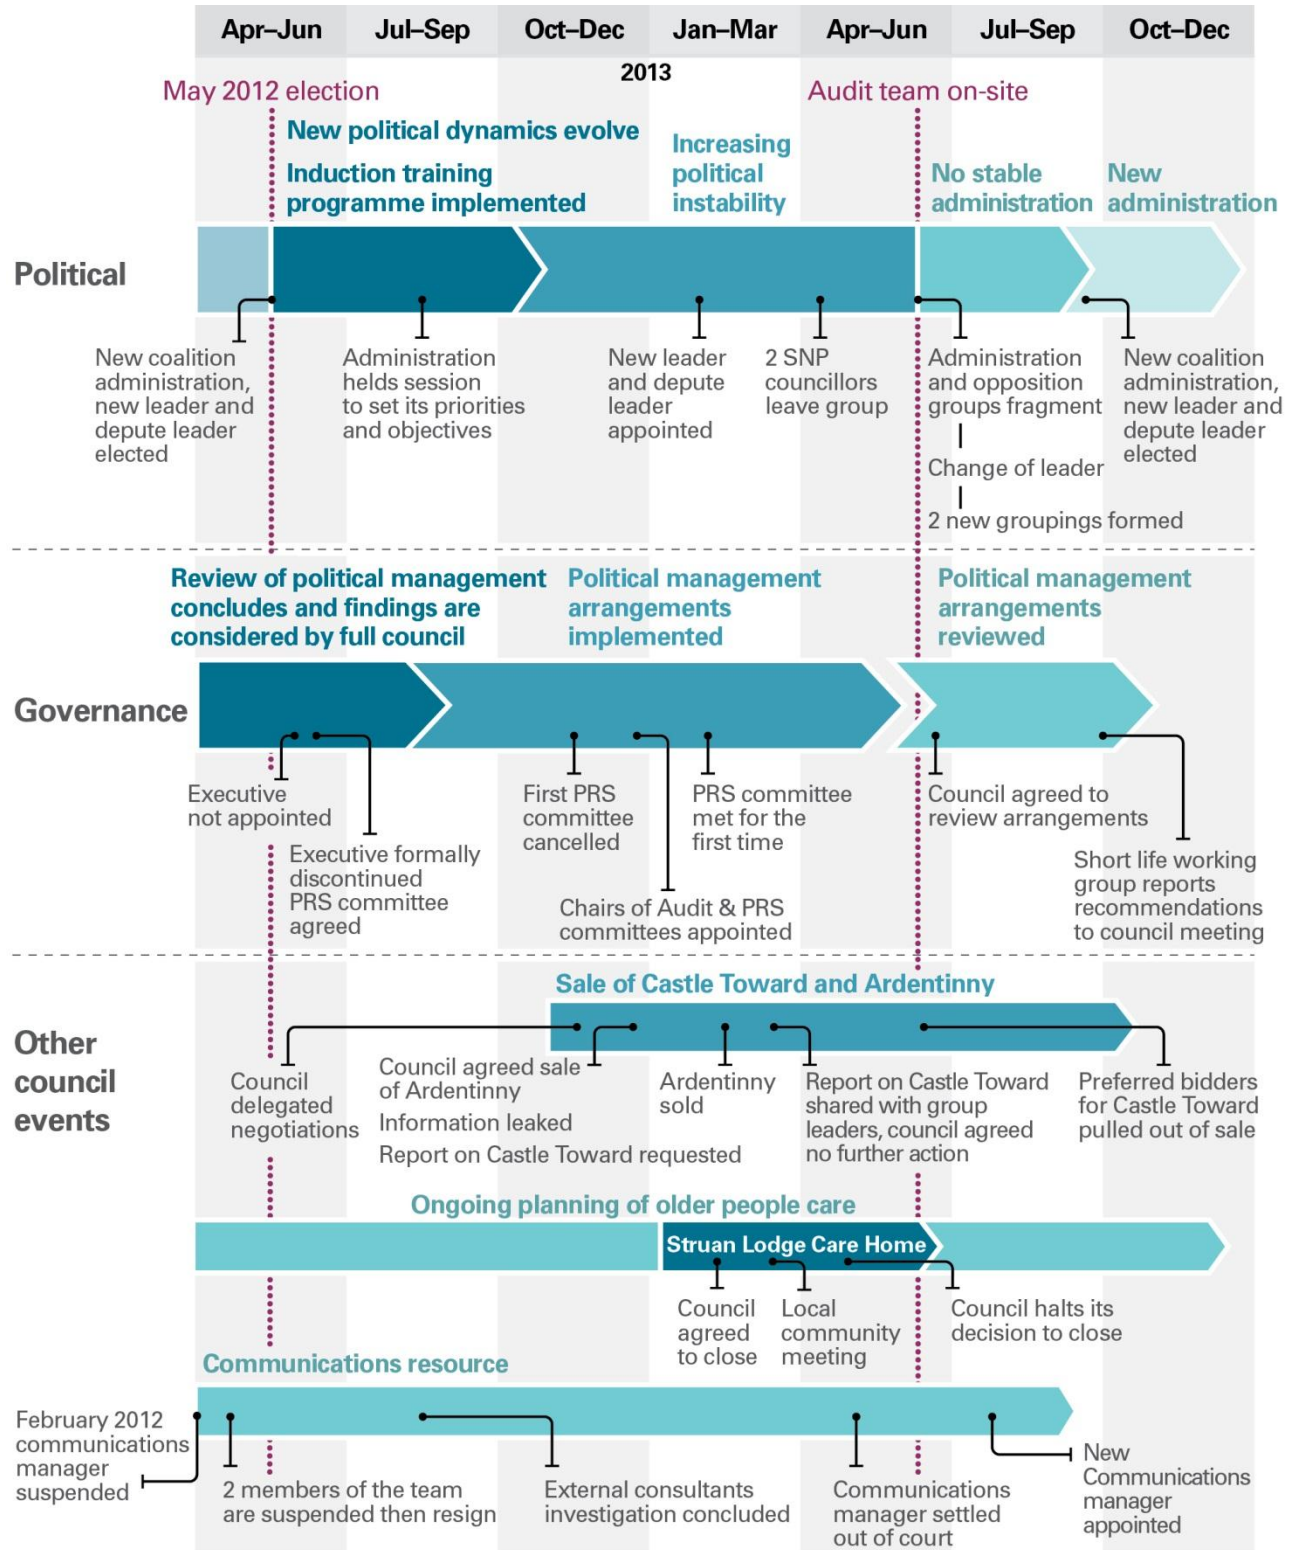 Apr–Jun Jul–Sep Oct–Dec Jan–Mar Apr–Jun Jul–Sep Oct–Dec
2013
May 2012 election
Audit team on-site
New political dynamics evolve
Induction training
programme implemented
Increasing
political
instability
No stable
administration
New
administration
Political
New coalition
administration,
new leader and
depute leader
elected
Administration
helds session
to set its priorities
and objectives
New leader
and depute
leader
appointed
2 SNP
councillors
leave group
Administration
and opposition
groups fragment
Change of leader
2 new groupings formed
New coalition
administration,
new leader and
depute leader
elected
Review of political management
concludes and findings are
considered by full council
Political management
arrangements
implemented
Political management
arrangements
reviewed
Governance
Executive
not appointed
Executive formally
discontinued
PRS committee
agreed
First PRS
committee
cancelled
Chairs of Audit & PRS
committees appointed
PRS committee
met for the
first time
Council agreed to
review arrangements
Short life working
group reports
recommendations
to council meeting
Other
council
events
Sale of Castle Toward and Ardentinny
Council
delegated
negotiations
Council agreed sale
of Ardentinny
Information leaked
Report on Castle Toward requested
Ardentinny
sold
Report on Castle Toward
shared with group
leaders, council agreed
no further action
Preferred bidders
for Castle Toward
pulled out of sale
Ongoing planning of older people care
Struan Lodge Care Home
Council
agreed
to close
Local
community
meeting
Council halts its
decision to close
Communications resource
February 2012
communications
manager
suspended
2 members of the team
are suspended then resign
External consultants
investigation concluded
Communications
manager settled
out of court
New
Communications
manager
appointed